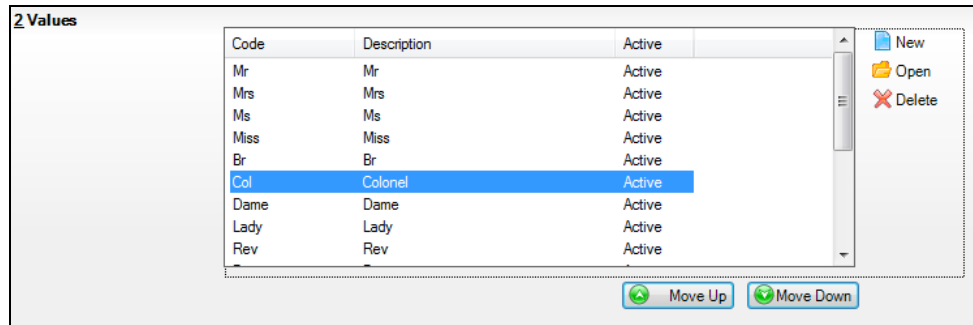 2 Values
Code Description Active
New
Mr Mr Active
Open
Mrs Mrs Active
Delete
Ms Ms Active
Miss Miss Active
Br Br Active
Col Colonel Active
Dame Dame Active
Lady Lady Active
Rev Rev Active
Move Up Move Down